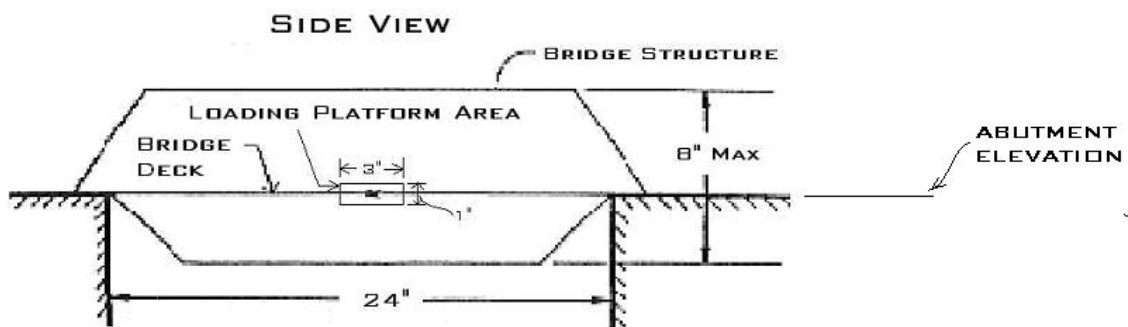 SIDE VIEW
BRIDGE STRUCTURE
LOADING PLATFORM AREA
BRIDGE
DECK
3"
1"
8" MAX
ABUTMENT
ELEVATION
24"